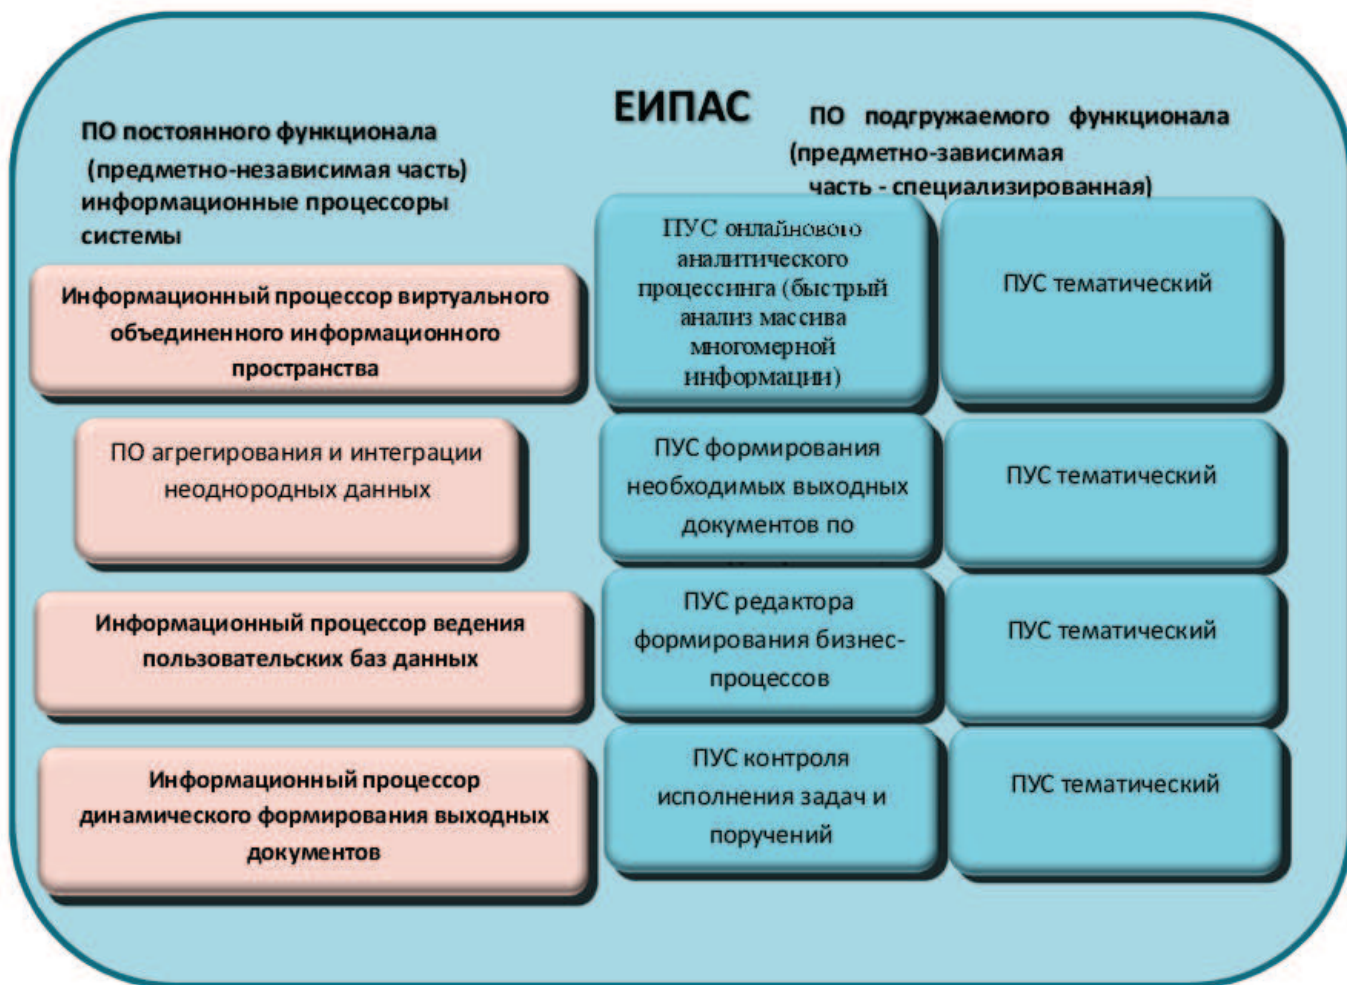 ЕИПАС
ПО постоянного функционала
(предметно-независимая часть)
информационные процессоры
системы
Информационный процессор виртуального
объединенного информационного
пространства
ПО агрегирования и интеграции
неоднородных данных
Информационный процессор ведения
пользовательских баз данных
Информационный процессор
динамического формирования выходных
документов
ПО подгружаемого функционала
(предметно-зависимая
часть - специализированная)
ПУС онлайнового
аналитического
процессинга (быстрый
анализ массива
многомерной
информации)
ПУС тематический
ПУС формирования
необходимых выходных
документов по
ПУС тематический
ПУС редактора
формирования бизнес-
процессов
ПУС тематический
ПУС контроля
исполнения задач и
поручений
ПУС тематический